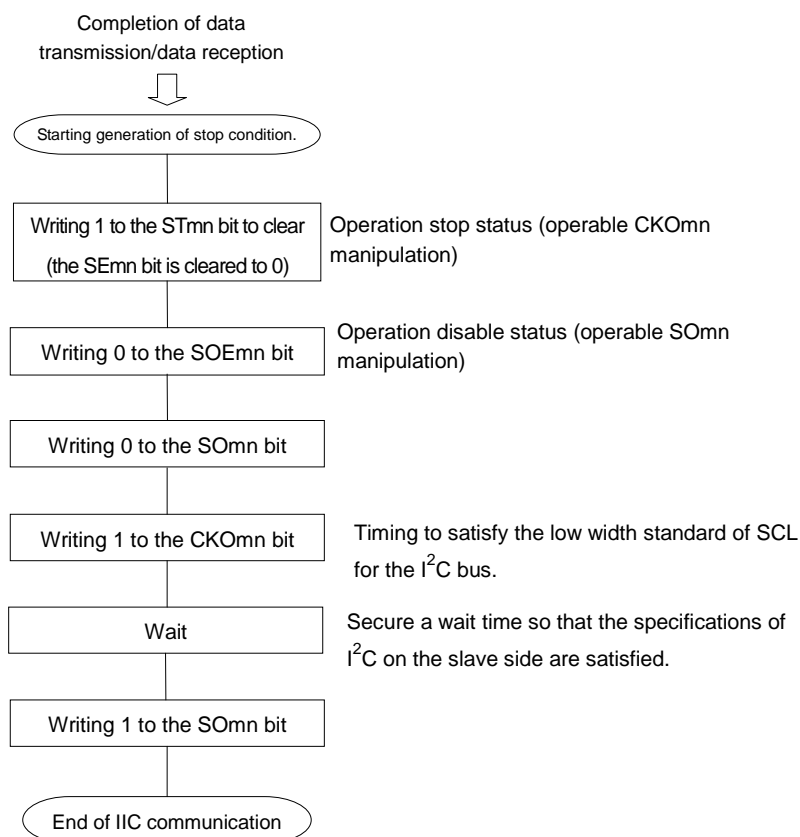 Completion of data
transmission/data reception
Starting generation of stop condition.
Writing 1 to the STmn bit to clear
(the SEmn bit is cleared to 0)
Operation stop status (operable CKOmn
manipulation)
Writing 0 to the SOEmn bit
Operation disable status (operable SOmn
manipulation)
Writing 0 to the SOmn bit
Writing 1 to the CKOmn bit
Timing to satisfy the low width standard of SCL
for the I²C bus.
Wait
Secure a wait time so that the specifications of
I²C on the slave side are satisfied.
Writing 1 to the SOmn bit
End of IIC communication